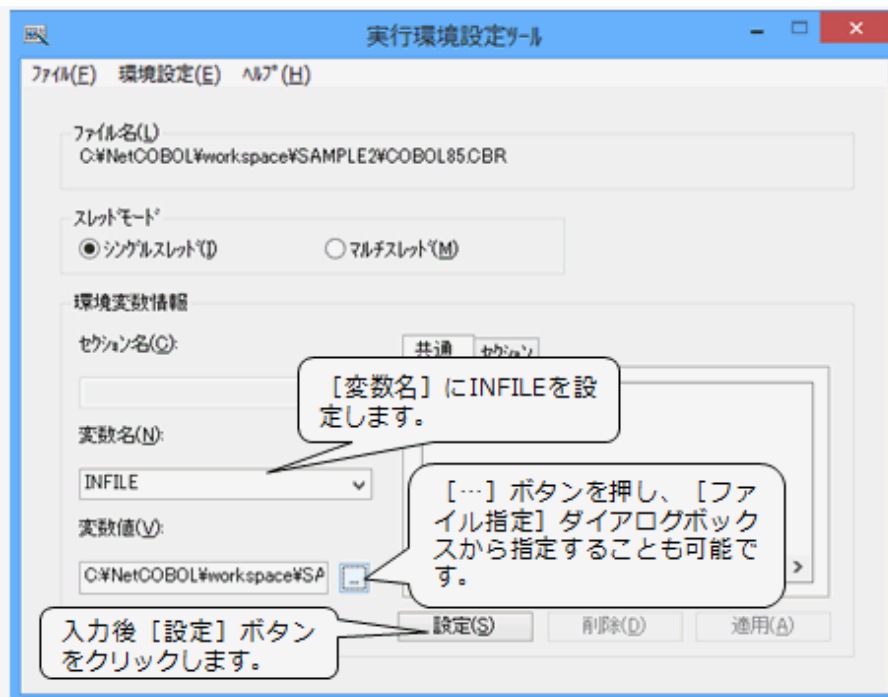 実行環境設定ﾂｰﾙ
ﾌｧｲﾙ(F) 環境設定(E) ﾍﾙﾌﾟ(H)
ファイル名(L)
C:¥NetCOBOL¥workspace¥SAMPLE2¥COBOL85.CBR
ｽﾚｯﾄﾞﾓｰﾄﾞ
ｼﾝｸﾞﾙｽﾚｯﾄﾞ(I) ﾏﾙﾁｽﾚｯﾄﾞ(M)
環境変数情報
ｾｸｼｮﾝ名(C):
共通 ｾｸｼｮﾝ
［変数名］にINFILEを設
定します。
変数名(N):
INFILE
［…］ボタンを押し、［ファ
イル指定］ダイアログボック
スから指定することも可能で
す。
変数値(V):
C:¥NetCOBOL¥workspace¥SA ...
入力後［設定］ボタン
をクリックします。
設定(S) 削除(D) 適用(A)